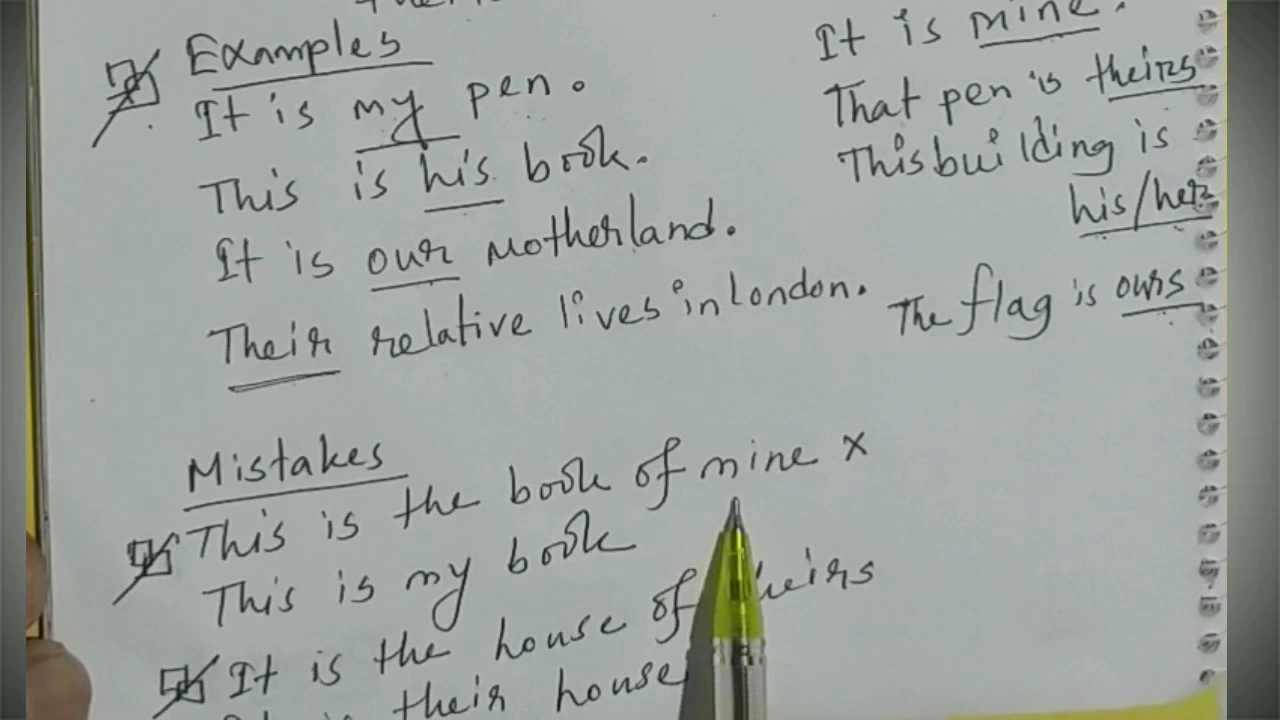 Examples
It is my pen.
This is his book.
It is our Motherland.
Their relative lives in London.
It is mine.
That pen is theirs
This building is
his/her
The flag is ours
Mistakes
This is the book of mine ×
This is my book
It is the house of theirs
their house